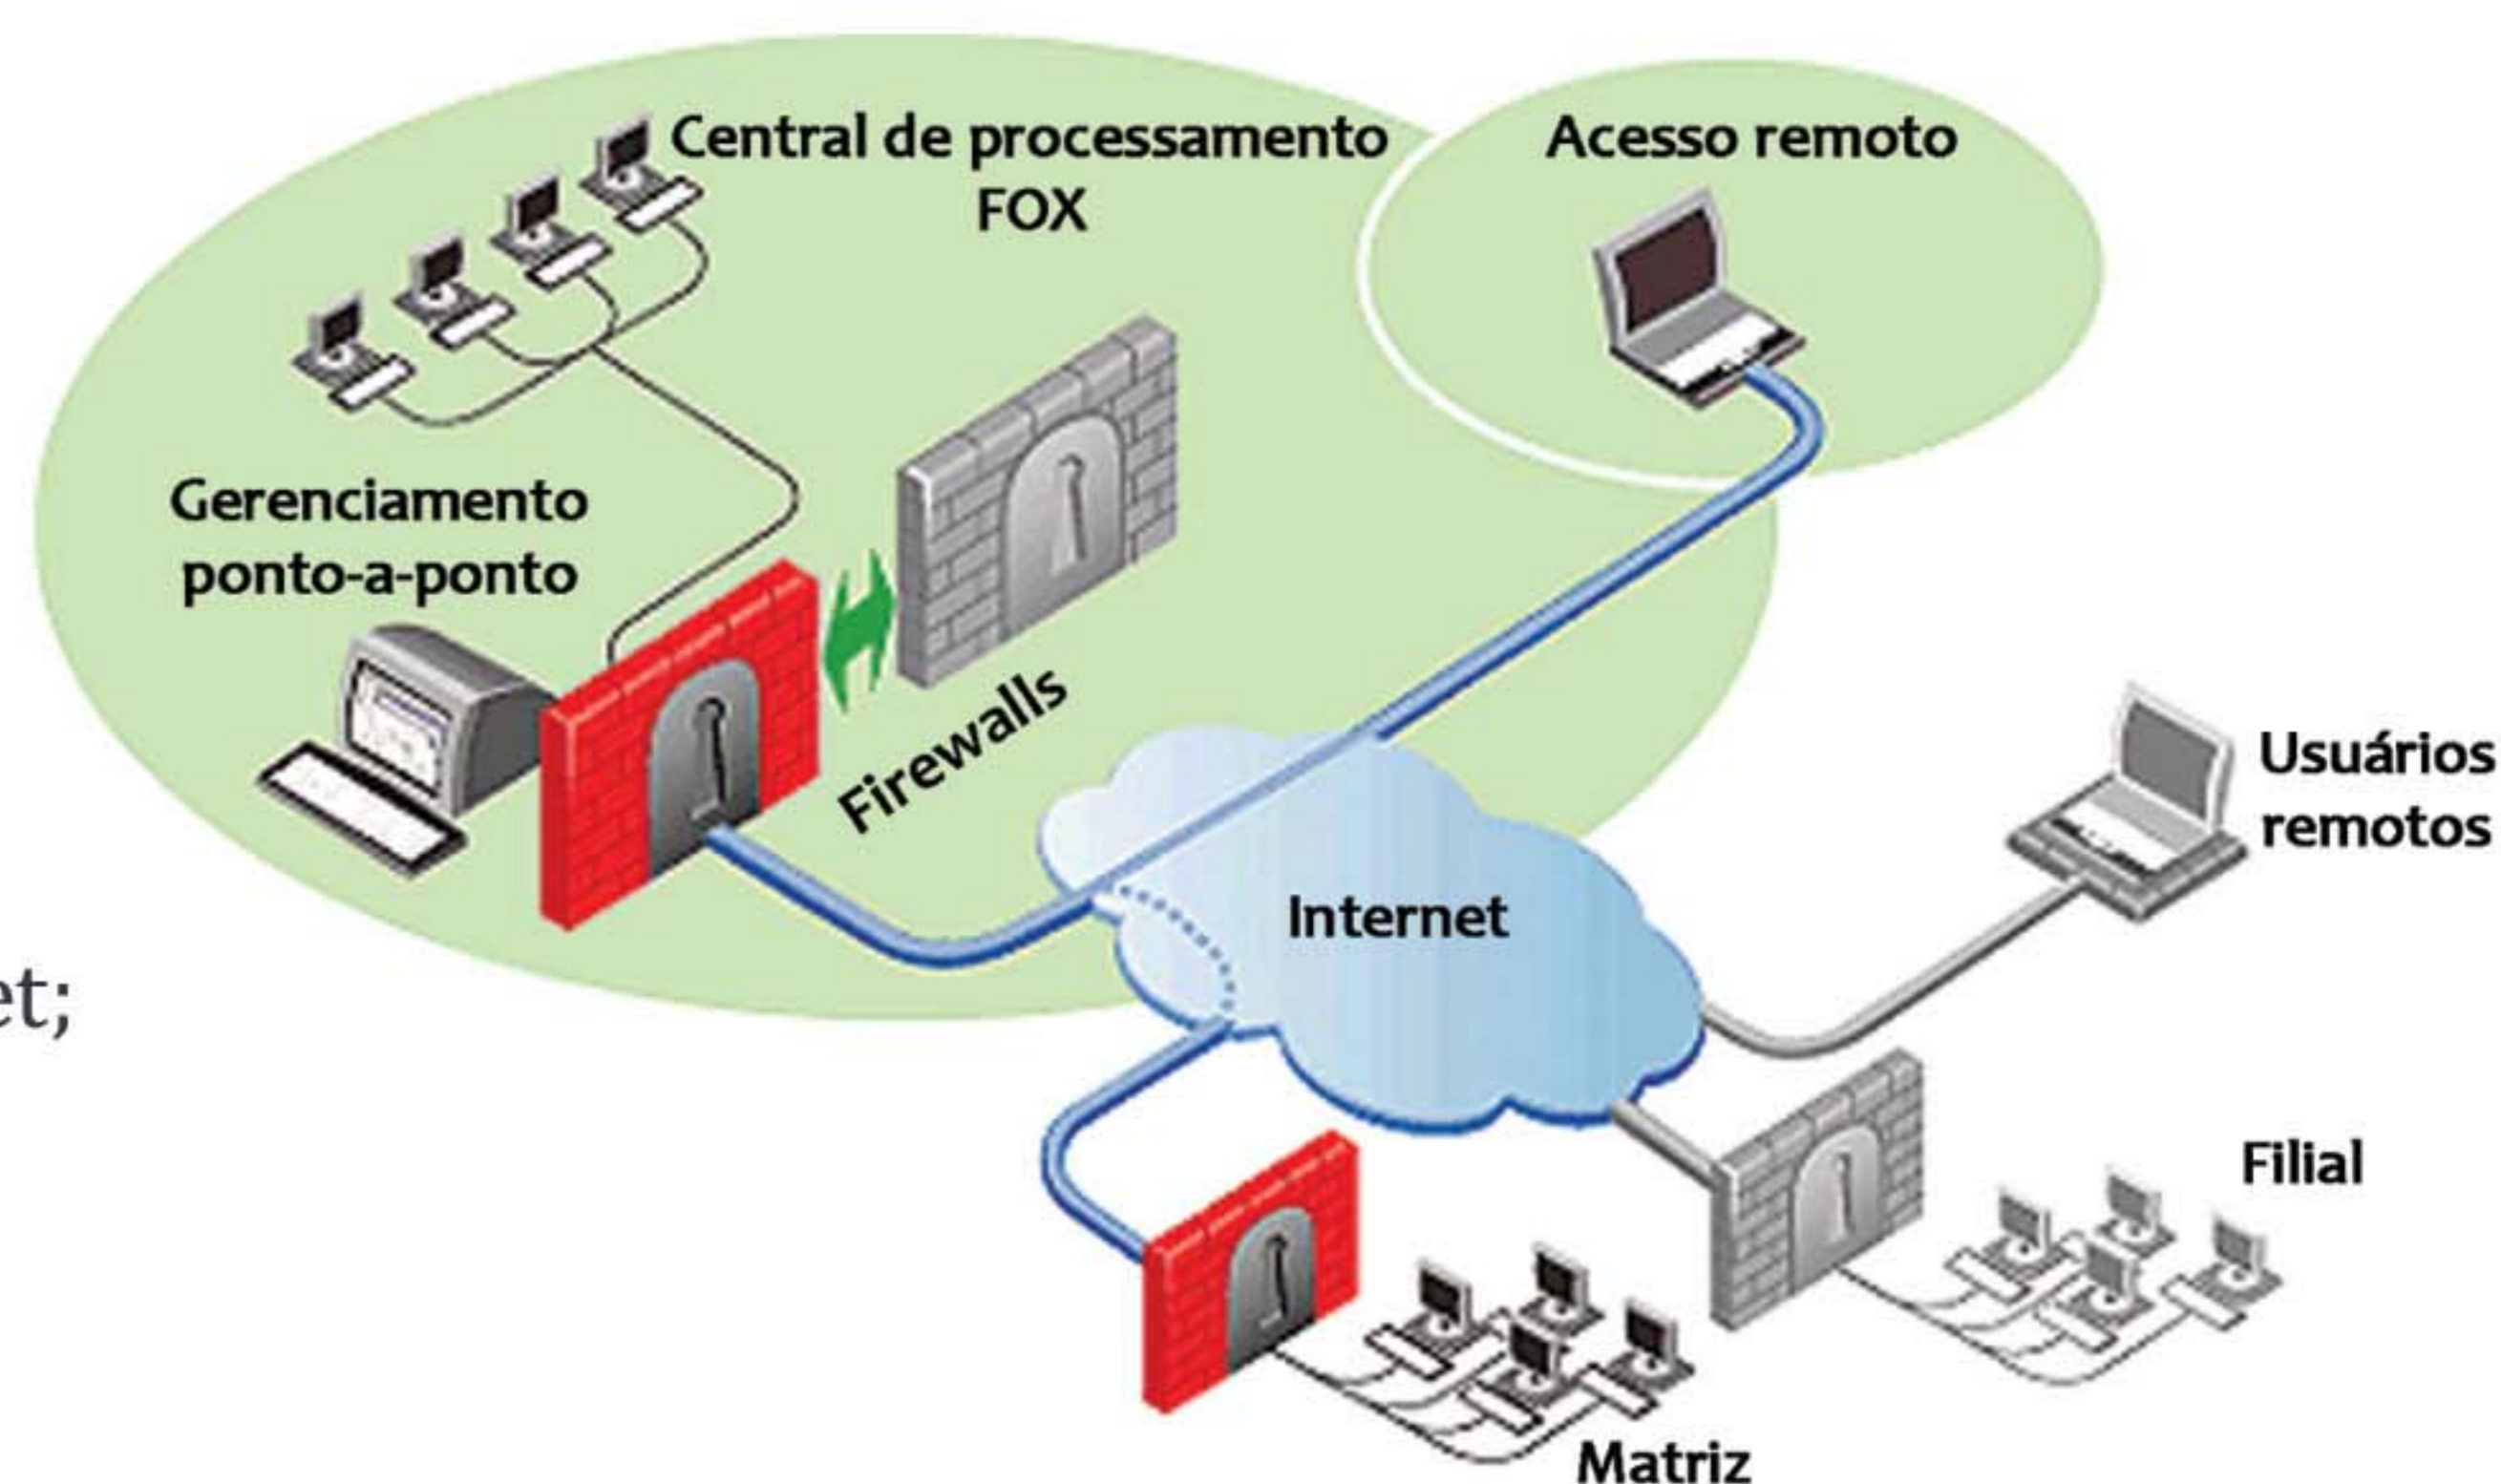 Central de processamento
FOX
Acesso remoto
Gerenciamento
ponto-a-ponto
Firewalls
Usuários
remotos
Internet
et;
Filial
Matriz